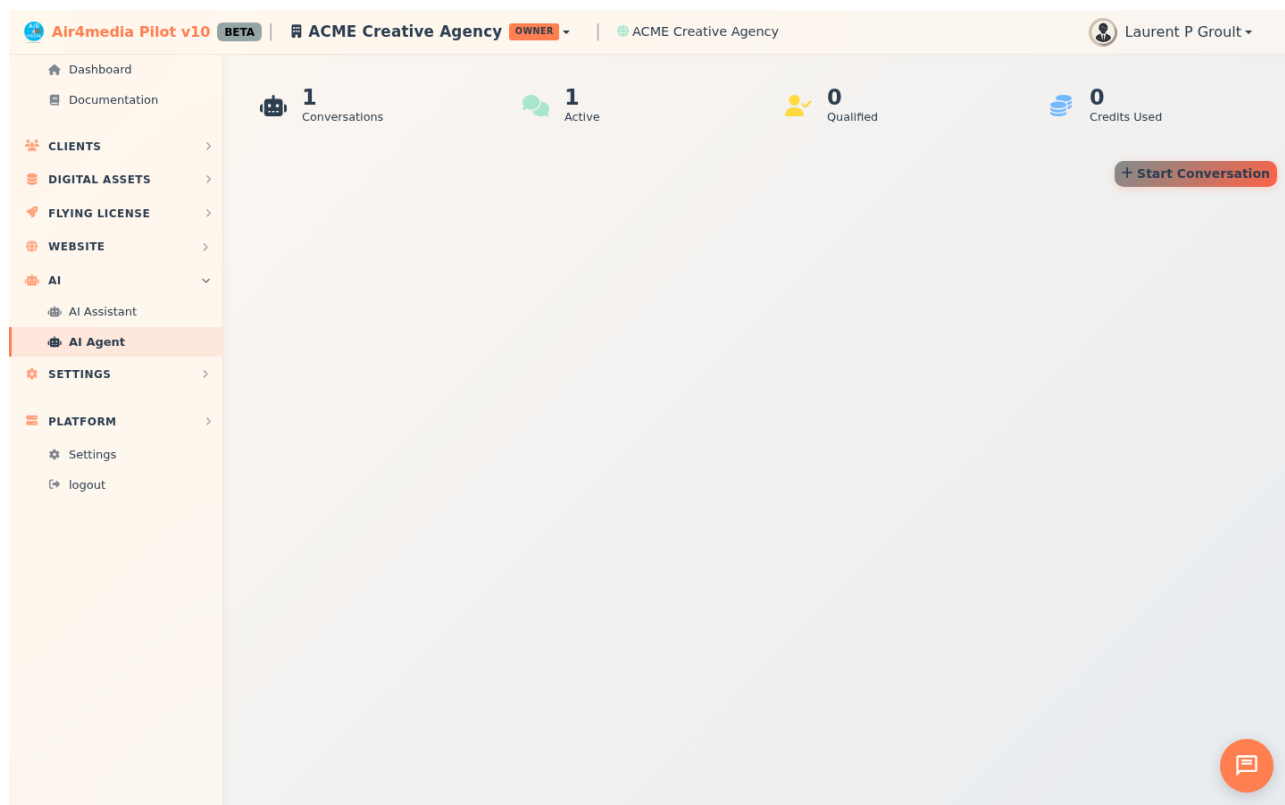 Air4media Pilot v10 BETA ACME Creative Agency OWNER ACME Creative Agency Laurent P Groult
Dashboard
Documentation
CLIENTS
DIGITAL ASSETS
FLYING LICENSE
WEBSITE
AI
AI Assistant
AI Agent
SETTINGS
PLATFORM
Settings
logout
1
Conversations
1
Active
0
Qualified
0
Credits Used
+ Start Conversation